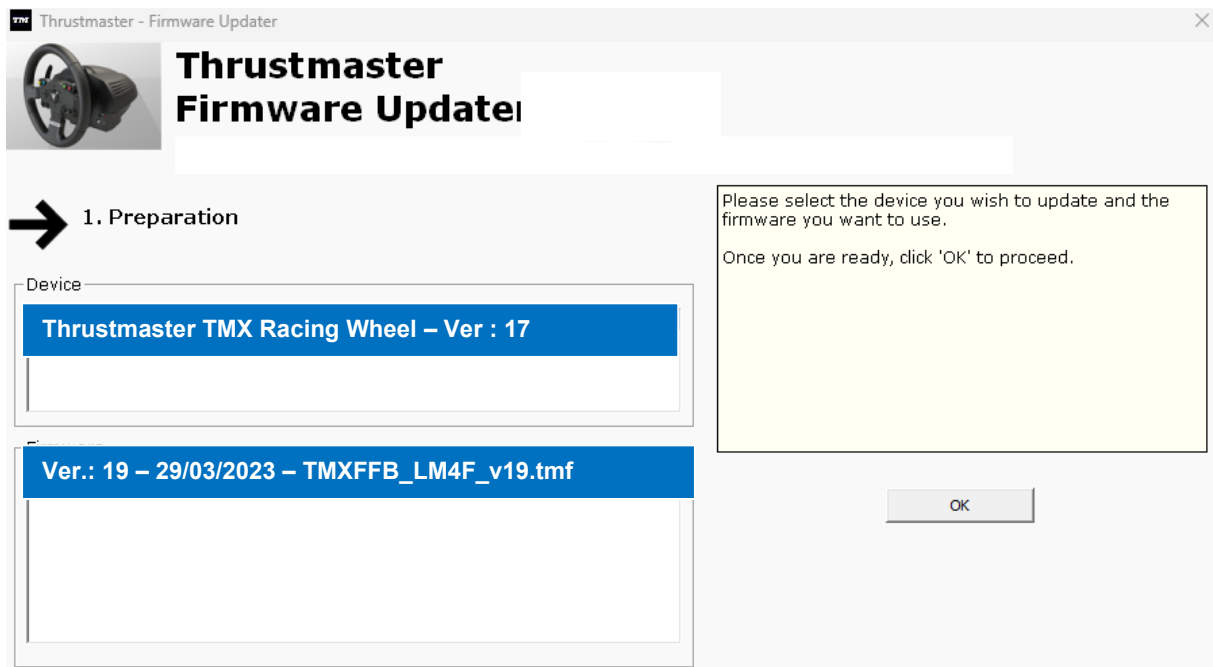 Thrustmaster - Firmware Updater
Thrustmaster
Firmware Updater
1. Preparation
Please select the device you wish to update and the
firmware you want to use.
Once you are ready, click 'OK' to proceed.
Device
Thrustmaster TMX Racing Wheel – Ver : 17
Ver.: 19 – 29/03/2023 – TMXFFB_LM4F_v19.tmf
OK